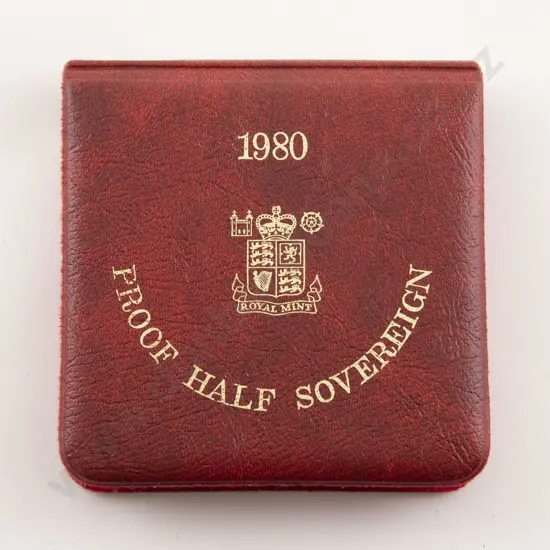 1980
ROYAL MINT
PROOF HALF SOVEREIGN